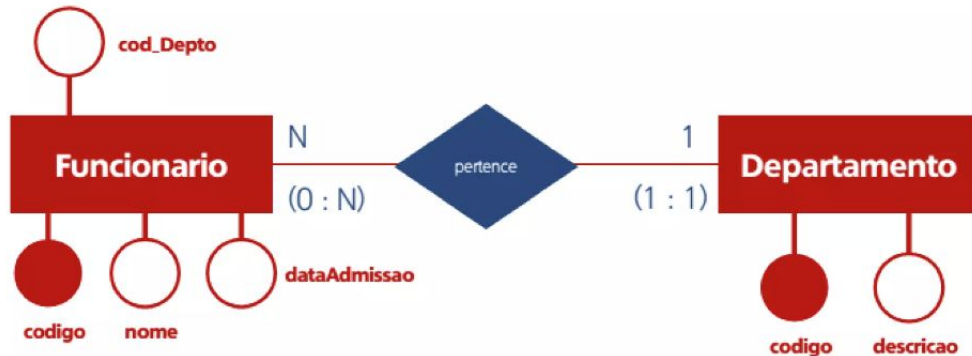 cod_Depto
Funcionario
N
(0 : N)
pertence
1
(1 : 1)
Departamento
codigo
nome
dataAdmissao
codigo
descricao